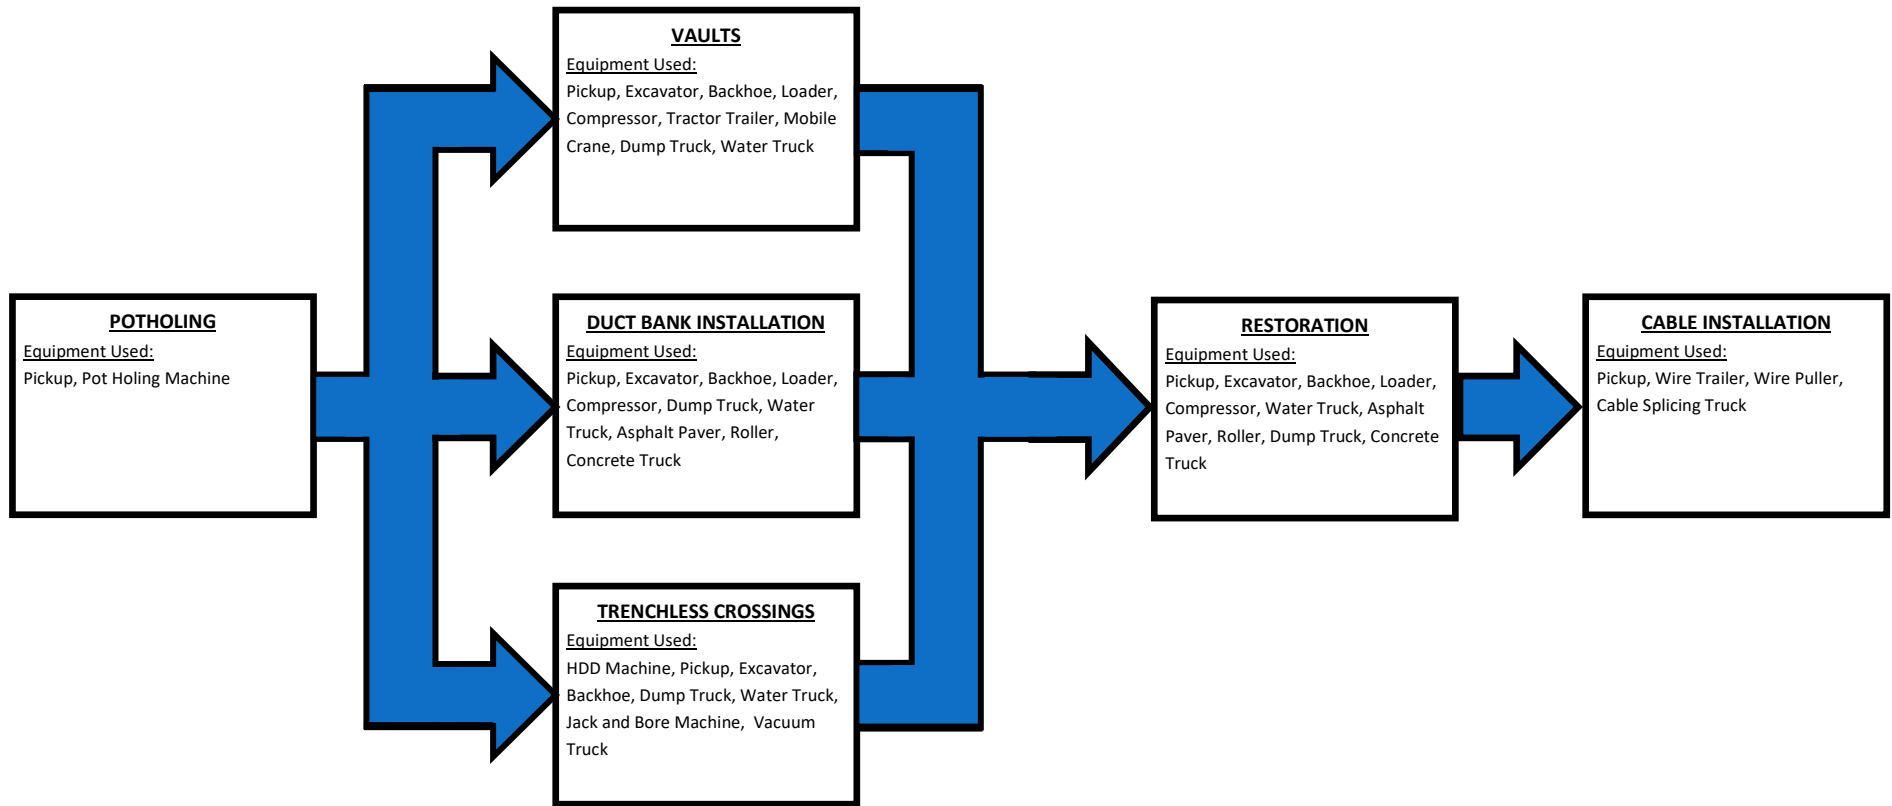 POTHOLING
Equipment Used:
Pickup, Pot Holing Machine
VAULTS
Equipment Used:
Pickup, Excavator, Backhoe, Loader,
Compressor, Tractor Trailer, Mobile
Crane, Dump Truck, Water Truck
DUCT BANK INSTALLATION
Equipment Used:
Pickup, Excavator, Backhoe, Loader,
Compressor, Dump Truck, Water
Truck, Asphalt Paver, Roller,
Concrete Truck
TRENCHLESS CROSSINGS
Equipment Used:
HDD Machine, Pickup, Excavator,
Backhoe, Dump Truck, Water Truck,
Jack and Bore Machine, Vacuum
Truck
RESTORATION
Equipment Used:
Pickup, Excavator, Backhoe, Loader,
Compressor, Water Truck, Asphalt
Paver, Roller, Dump Truck, Concrete
Truck
CABLE INSTALLATION
Equipment Used:
Pickup, Wire Trailer, Wire Puller,
Cable Splicing Truck